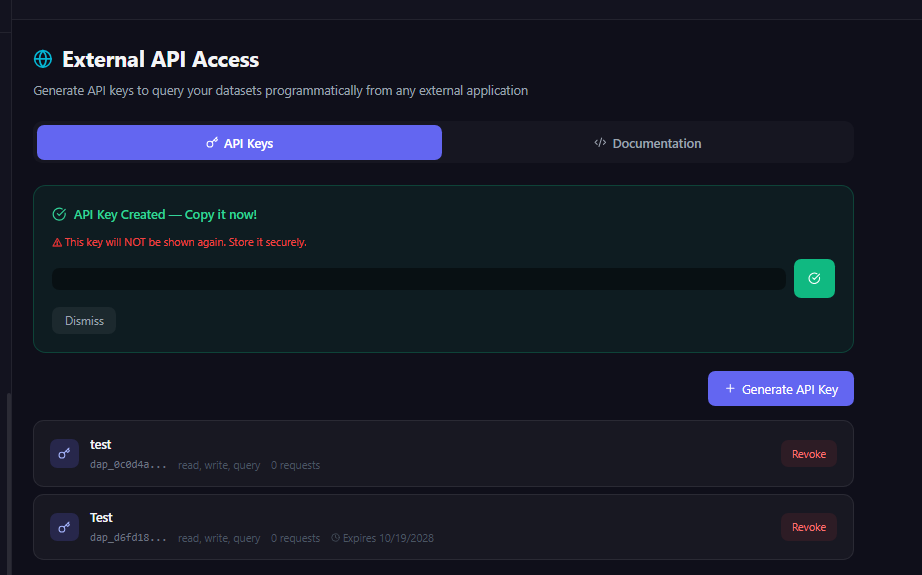 External API Access
Generate API keys to query your datasets programmatically from any external application
API Keys
Documentation
API Key Created — Copy it now!
This key will NOT be shown again. Store it securely.
Dismiss
Generate API Key
test
dap_0c0d4a... read, write, query 0 requests
Revoke
Test
dap_d6fd18... read, write, query 0 requests Expires 10/19/2028
Revoke